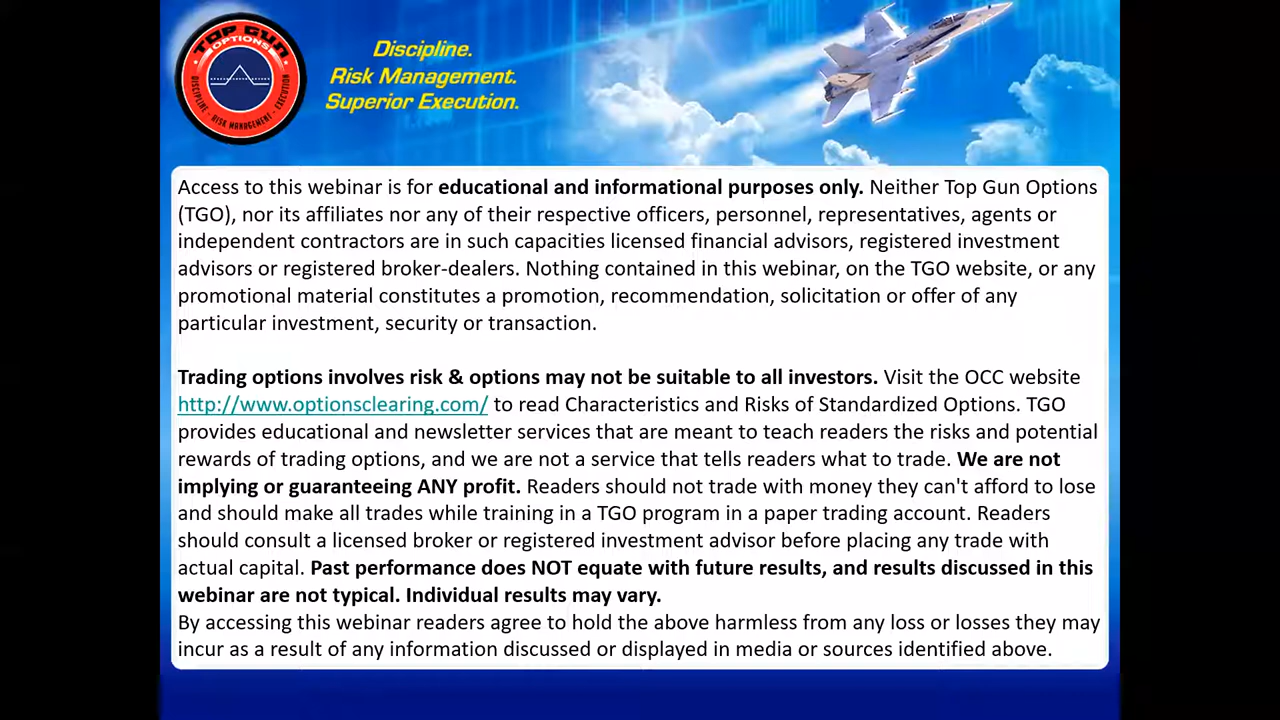 TOP GUN
OPTIONS
DISCIPLINE - RISK MANAGEMENT - EXECUTION
Discipline.
Risk Management.
Superior Execution.
Access to this webinar is for educational and informational purposes only. Neither Top Gun Options
(TGO), nor its affiliates nor any of their respective officers, personnel, representatives, agents or
independent contractors are in such capacities licensed financial advisors, registered investment
advisors or registered broker-dealers. Nothing contained in this webinar, on the TGO website, or any
promotional material constitutes a promotion, recommendation, solicitation or offer of any
particular investment, security or transaction.
Trading options involves risk & options may not be suitable to all investors. Visit the OCC website
http://www.optionsclearing.com/ to read Characteristics and Risks of Standardized Options. TGO
provides educational and newsletter services that are meant to teach readers the risks and potential
rewards of trading options, and we are not a service that tells readers what to trade. We are not
implying or guaranteeing ANY profit. Readers should not trade with money they can't afford to lose
and should make all trades while training in a TGO program in a paper trading account. Readers
should consult a licensed broker or registered investment advisor before placing any trade with
actual capital. Past performance does NOT equate with future results, and results discussed in this
webinar are not typical. Individual results may vary.
By accessing this webinar readers agree to hold the above harmless from any loss or losses they may
incur as a result of any information discussed or displayed in media or sources identified above.